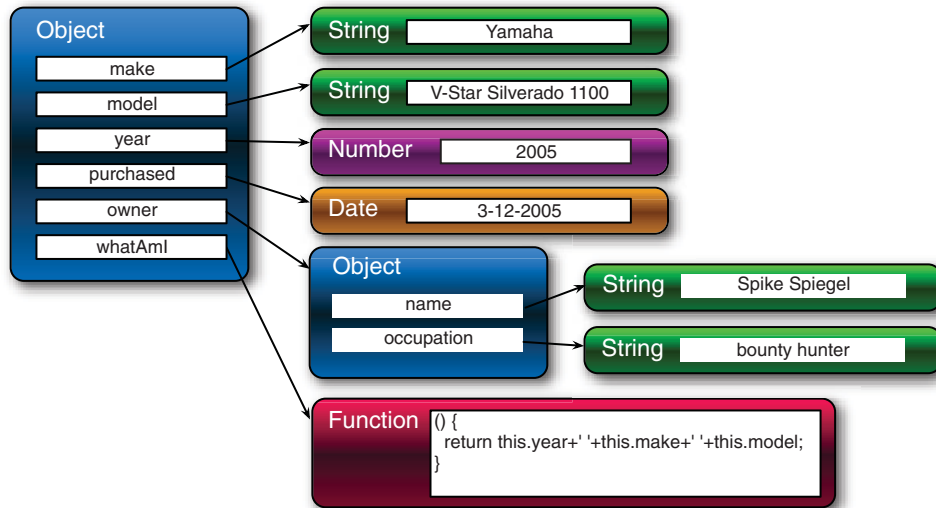 Object
make
model
year
purchased
owner
whatAmI
String Yamaha
String V-Star Silverado 1100
Number 2005
Date 3-12-2005
Object
name
occupation
String Spike Spiegel
String bounty hunter
Function
() {
return this.year+' '+this.make+' '+this.model;
}